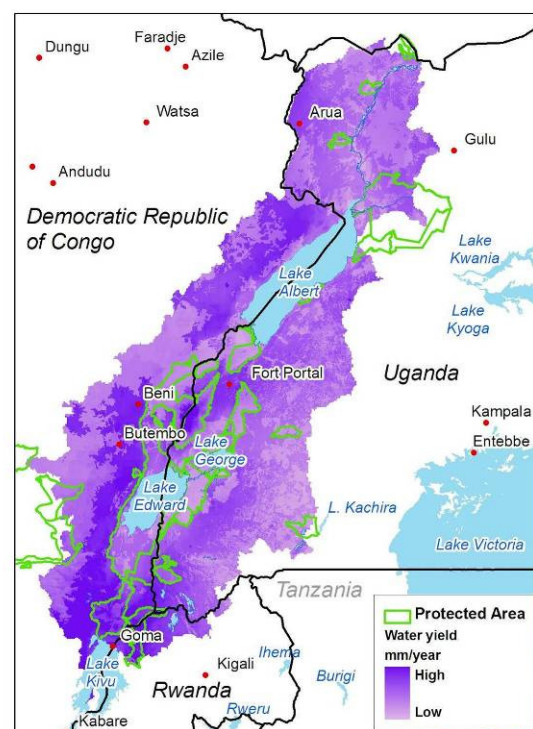 Dungu
Faradje
Azile
Watsa
Arua
Gulu
Andudu
Democratic Republic
of Congo
Lake
Kwania
Lake
Albert
Lake
Kyoga
Fort Portal
Uganda
Beni
Kampala
Butembo
Entebbe
Lake
George
Lake
Edward
L. Kachira
Lake Victoria
Tanzania
Goma
Lake
Kivu
Kigali
Ihema
Burigi
Rwanda
Rweru
Kabare
Protected Area
Water yield
mm/year
High
Low